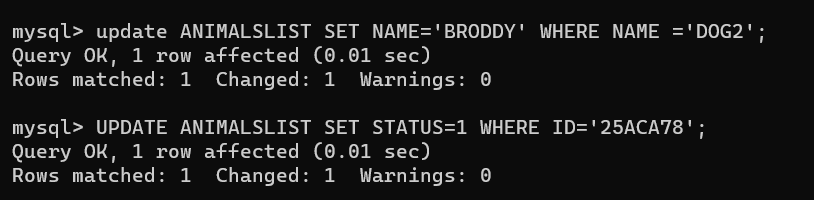 mysql> update ANIMALSLIST SET NAME='BRODDY' WHERE NAME ='DOG2';
Query OK, 1 row affected (0.01 sec)
Rows matched: 1  Changed: 1  Warnings: 0

mysql> UPDATE ANIMALSLIST SET STATUS=1 WHERE ID='25ACA78';
Query OK, 1 row affected (0.01 sec)
Rows matched: 1  Changed: 1  Warnings: 0